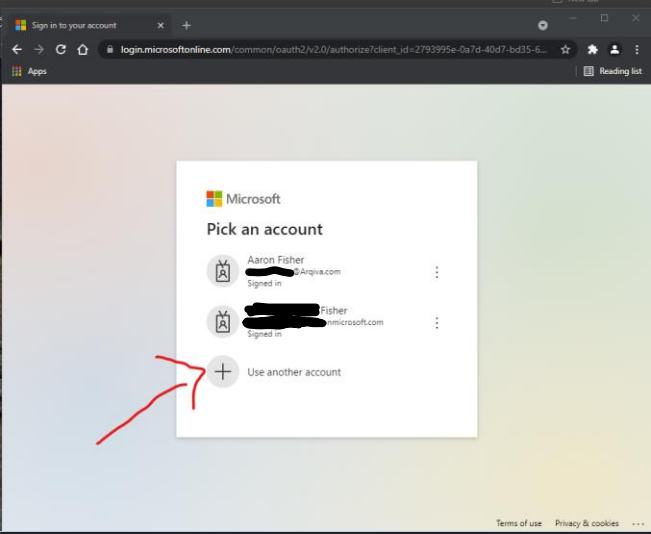 Sign in to your account
login.microsoftonline.com/common/oauth2/v2.0/authorize?client_id=2793995e-0a7d-40d7-bd35-6...
Apps
Reading list
Microsoft
Pick an account
Aaron Fisher
@Arqiva.com
Signed in
Fisher
onmicrosoft.com
Signed in
Use another account
Terms of use Privacy & cookies ...